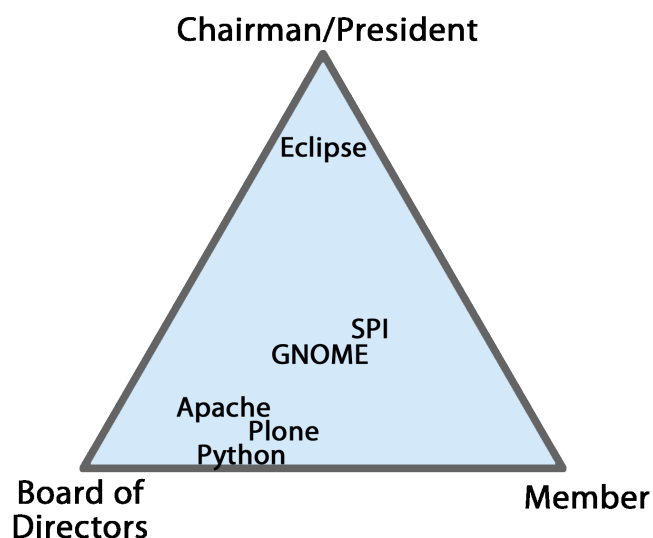 Chairman/President
Eclipse
SPI
GNOME
Apache
Plone
Python
Board of
Directors
Member